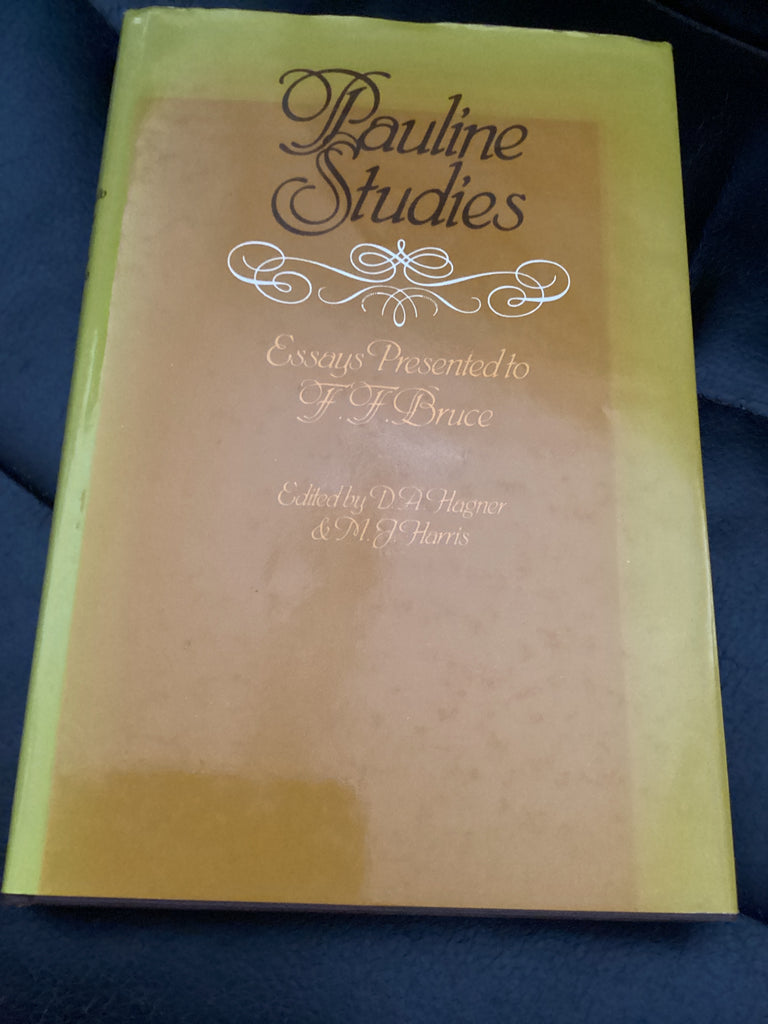 Pauline
Studies
Essays Presented to
F. F. Bruce
Edited by D. A. Hagner
& M. J. Harris